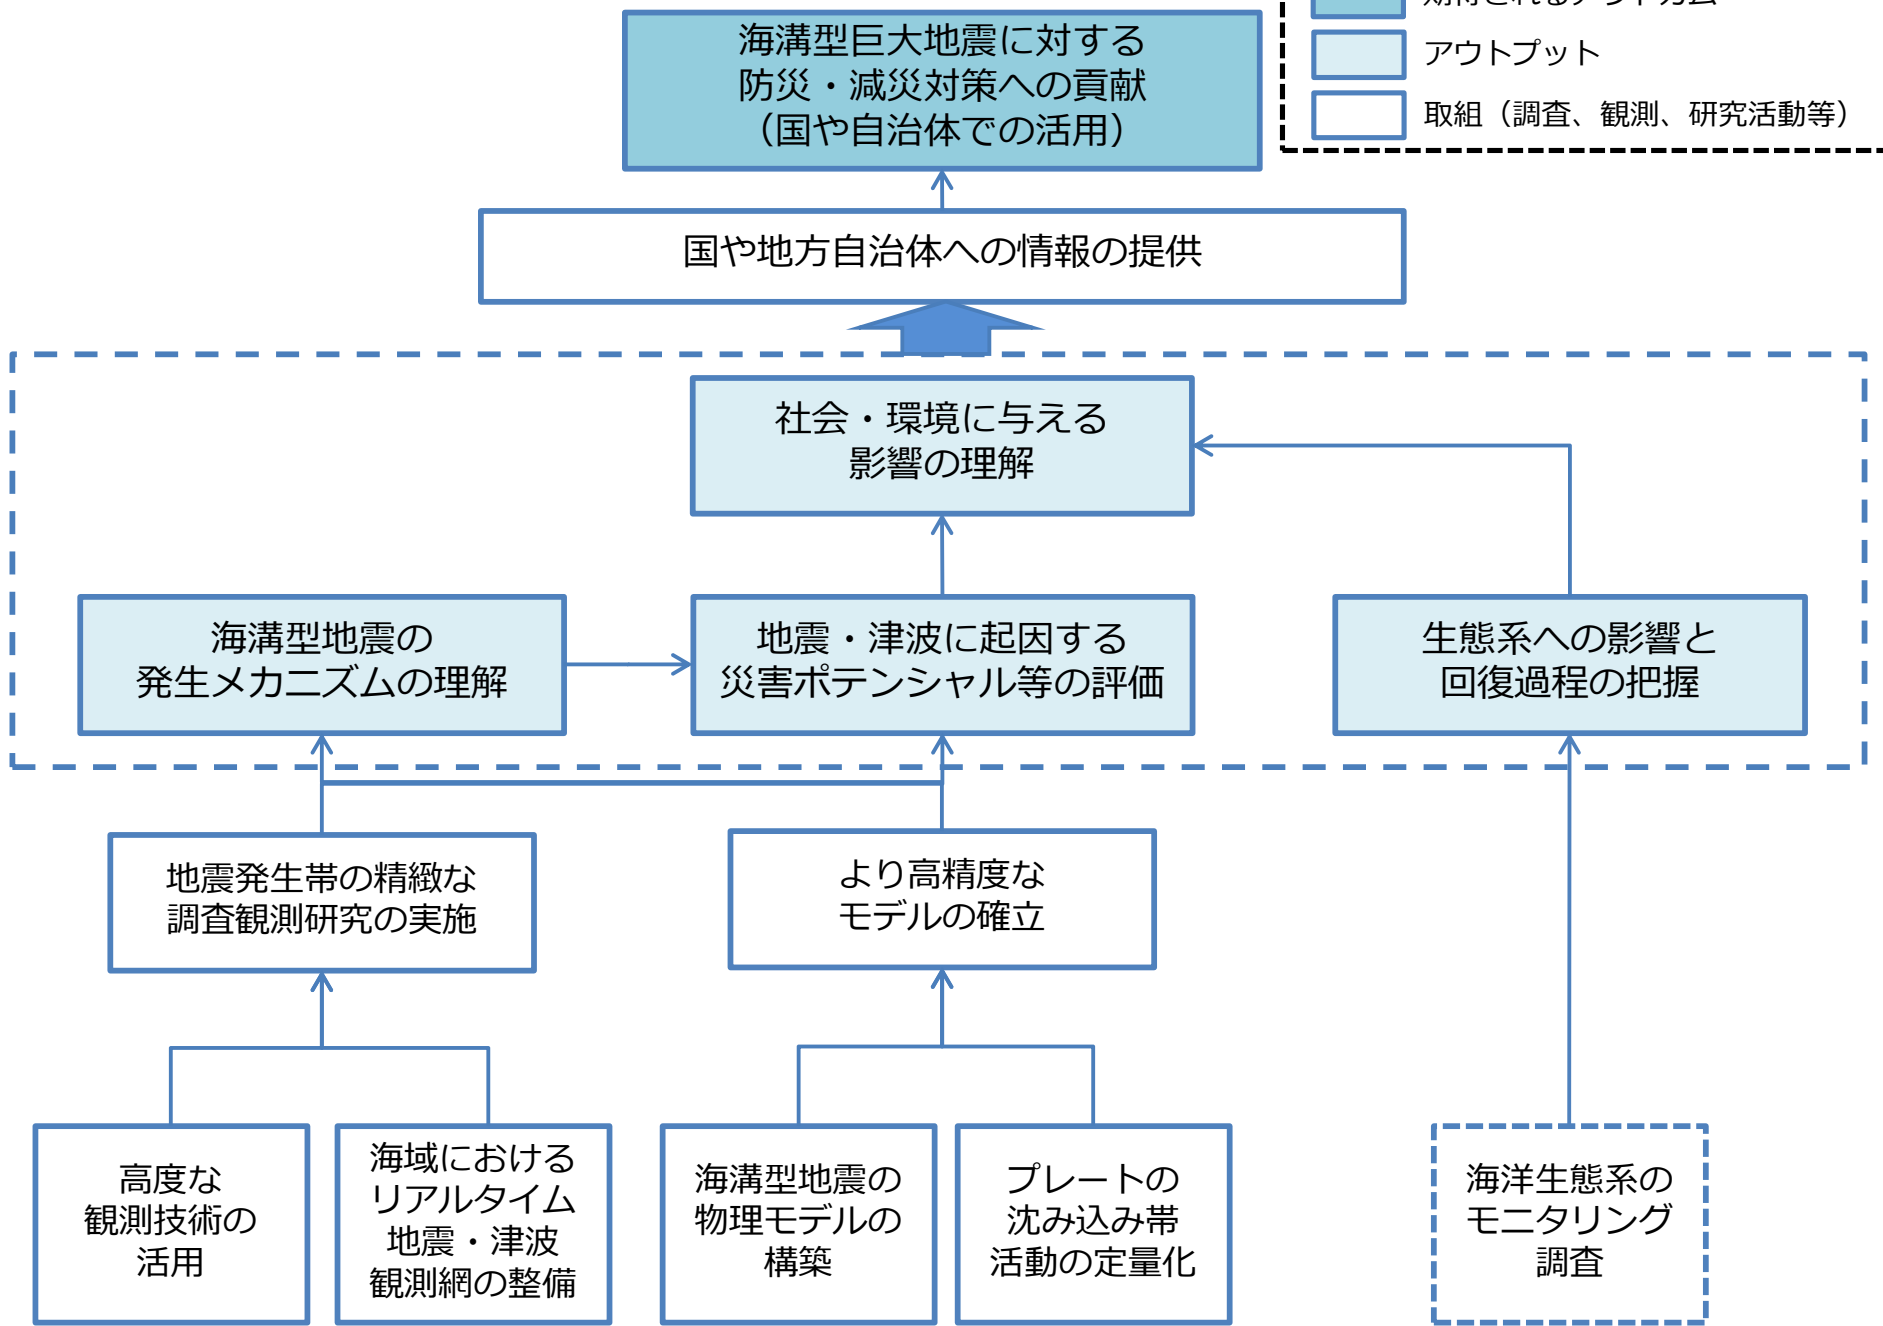 海溝型巨大地震に対する
防災・減災対策への貢献
（国や自治体での活用）
アウトプット
取組（調査、観測、研究活動等）
国や地方自治体への情報の提供
社会・環境に与える
影響の理解
海溝型地震の
発生メカニズムの理解
地震・津波に起因する
災害ポテンシャル等の評価
生態系への影響と
回復過程の把握
地震発生帯の精緻な
調査観測研究の実施
より高精度な
モデルの確立
高度な
観測技術の
活用
海域における
リアルタイム
地震・津波
観測網の整備
海溝型地震の
物理モデルの
構築
プレートの
沈み込み帯
活動の定量化
海洋生態系の
モニタリング
調査